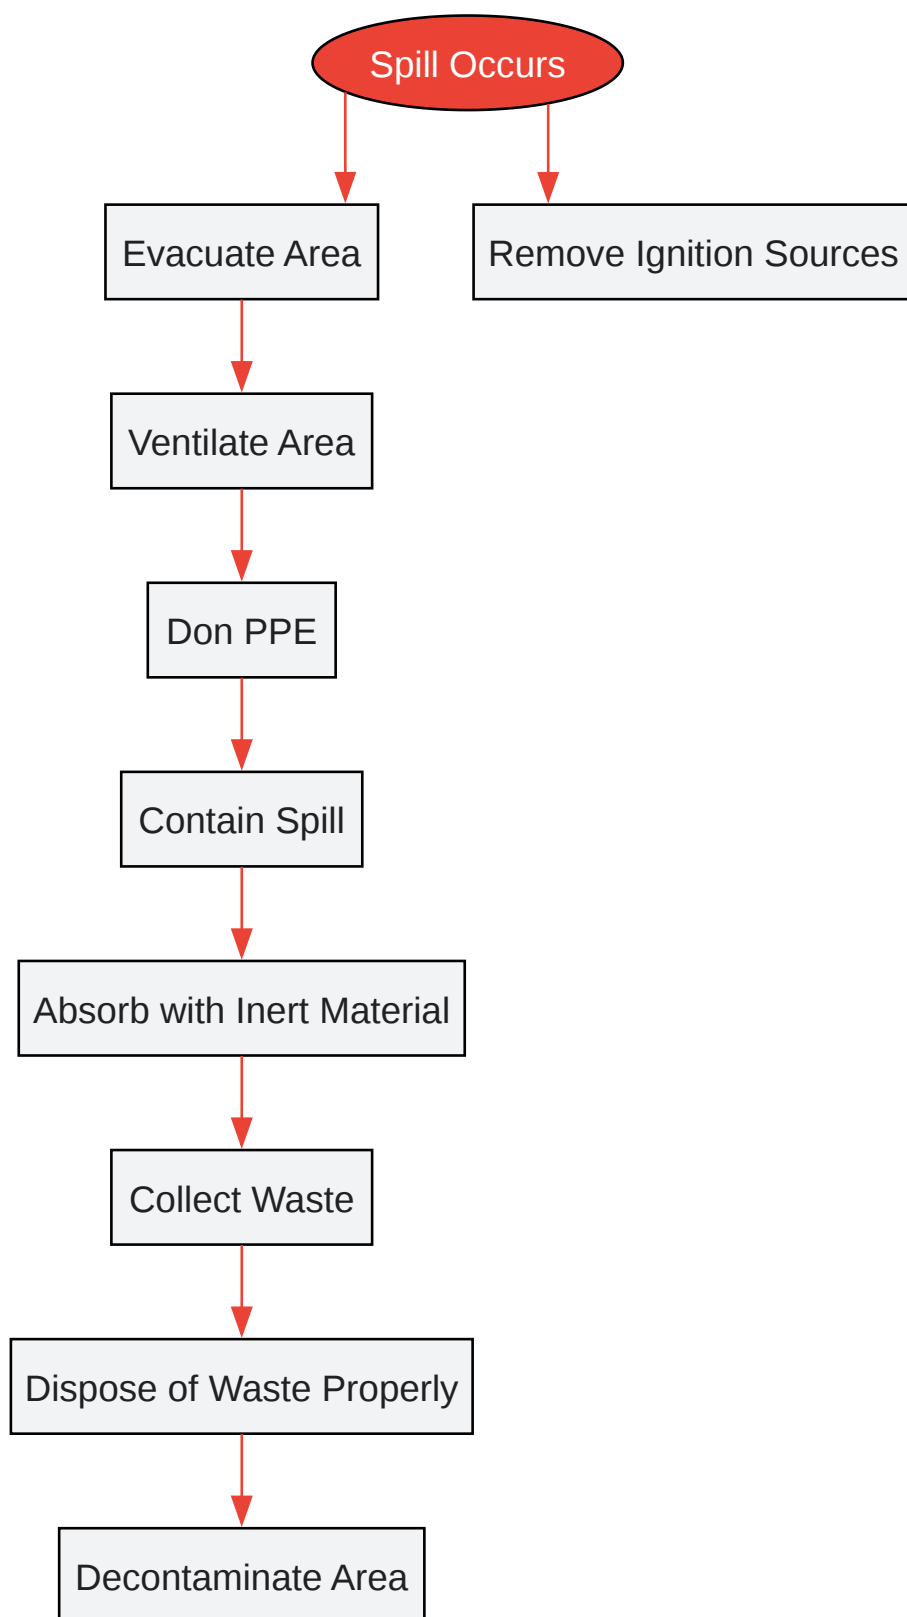 Spill Occurs
Evacuate Area
Remove Ignition Sources
Ventilate Area
Don PPE
Contain Spill
Absorb with Inert Material
Collect Waste
Dispose of Waste Properly
Decontaminate Area